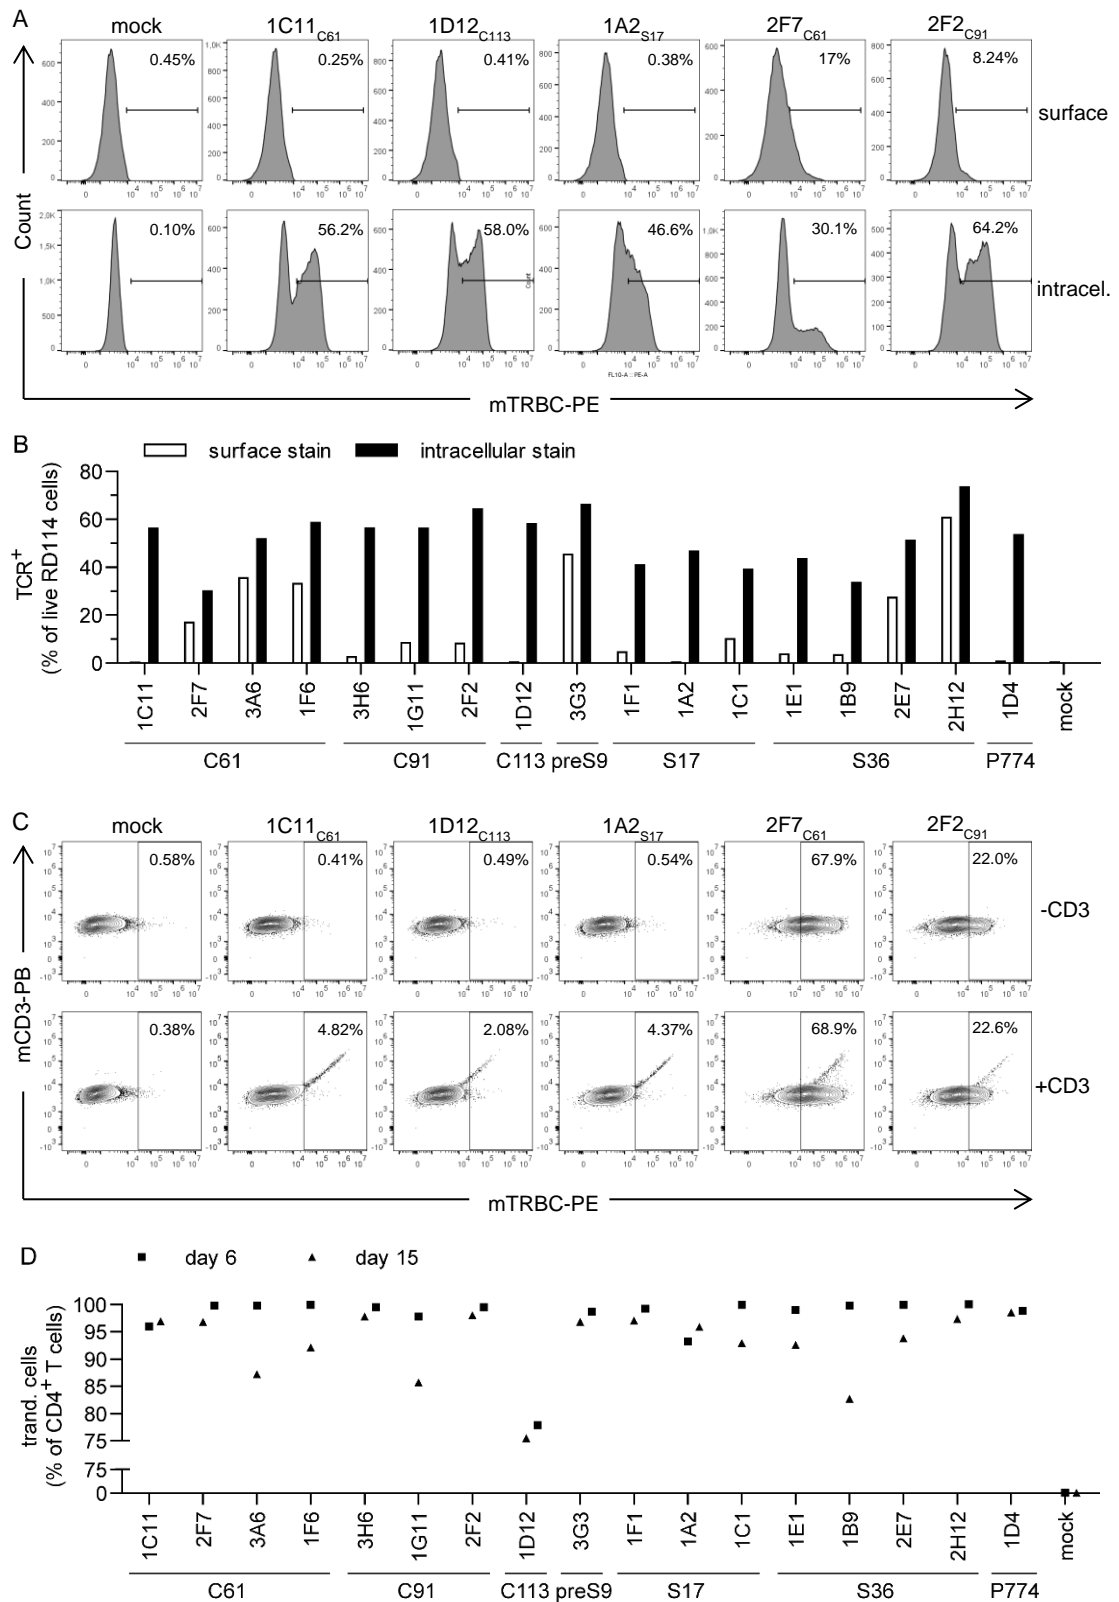 A
mock 1C11C61 1D12C113 1A2S17 2F7C61 2F2C91
0.45% 0.25% 0.41% 0.38% 17% 8.24%
surface
0.10% 56.2% 58.0% 46.6% 30.1% 64.2%
intracel.
Count
FL10-A :: PE-A
mTRBC-PE
B
surface stain intracellular stain
TCR+
(% of live RD114 cells)
80
60
40
20
0
1C11 2F7 3A6 1F6 3H6 1G11 2F2 1D12 3G3 1F1 1A2 1C1 1E1 1B9 2E7 2H12 1D4 mock
C61 C91 C113 preS9 S17 S36 P774
C
mock 1C11C61 1D12C113 1A2S17 2F7C61 2F2C91
0.58% 0.41% 0.49% 0.54% 67.9% 22.0%
-CD3
0.38% 4.82% 2.08% 4.37% 68.9% 22.6%
+CD3
mCD3-PB
mTRBC-PE
D
day 6 day 15
trand. cells
(% of CD4+ T cells)
100
95
90
85
80
75
75
0
1C11 2F7 3A6 1F6 3H6 1G11 2F2 1D12 3G3 1F1 1A2 1C1 1E1 1B9 2E7 2H12 1D4 mock
C61 C91 C113 preS9 S17 S36 P774